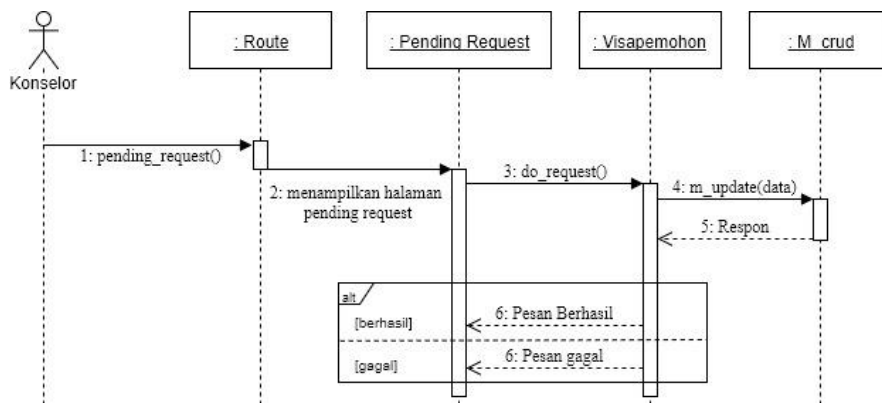 : Route
: Pending Request
: Visapemohon
: M_crud
Konselor
1: pending_request()
2: menampilkan halaman
pending request
3: do_request()
4: m_update(data)
5: Respon
alt
[berhasil]
6: Pesan Berhasil
[gagal]
6: Pesan gagal